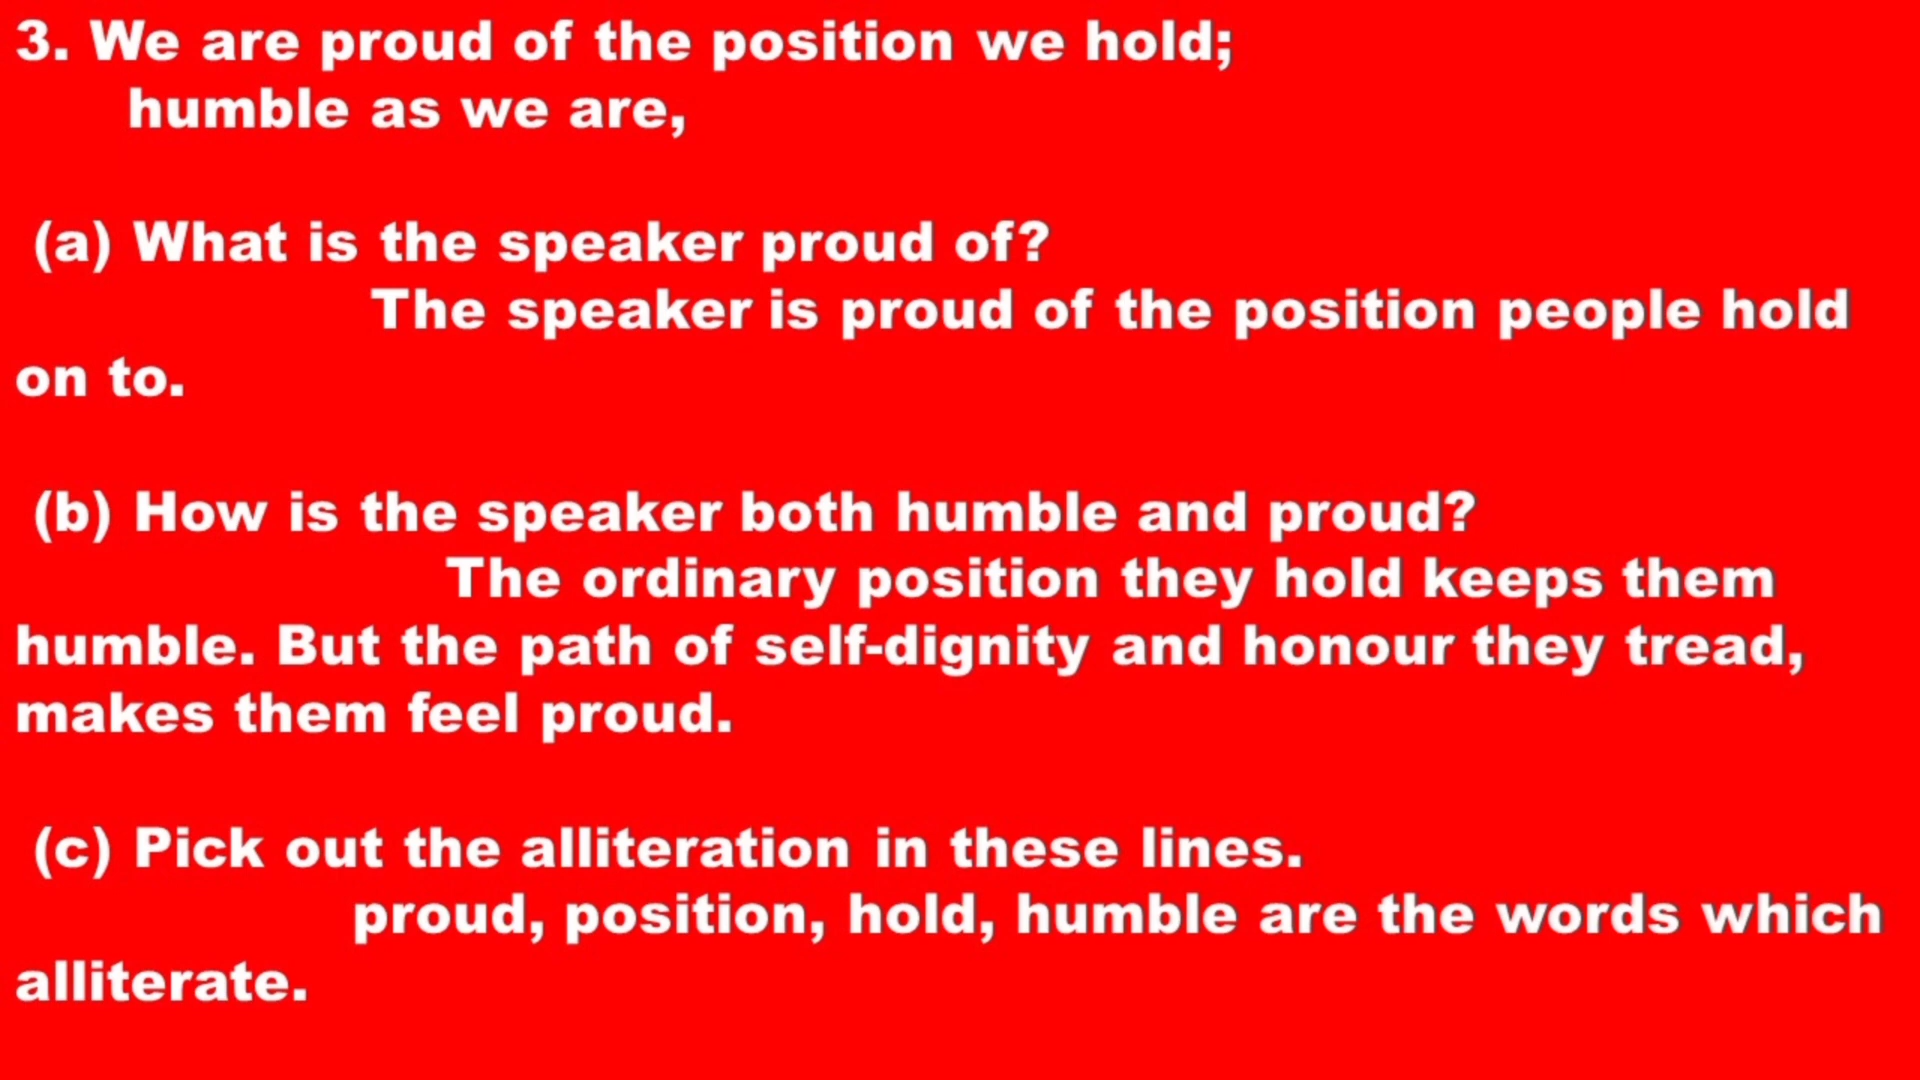 3. We are proud of the position we hold;
humble as we are,
(a) What is the speaker proud of?
The speaker is proud of the position people hold
on to.
(b) How is the speaker both humble and proud?
The ordinary position they hold keeps them
humble. But the path of self-dignity and honour they tread,
makes them feel proud.
(c) Pick out the alliteration in these lines.
proud, position, hold, humble are the words which
alliterate.